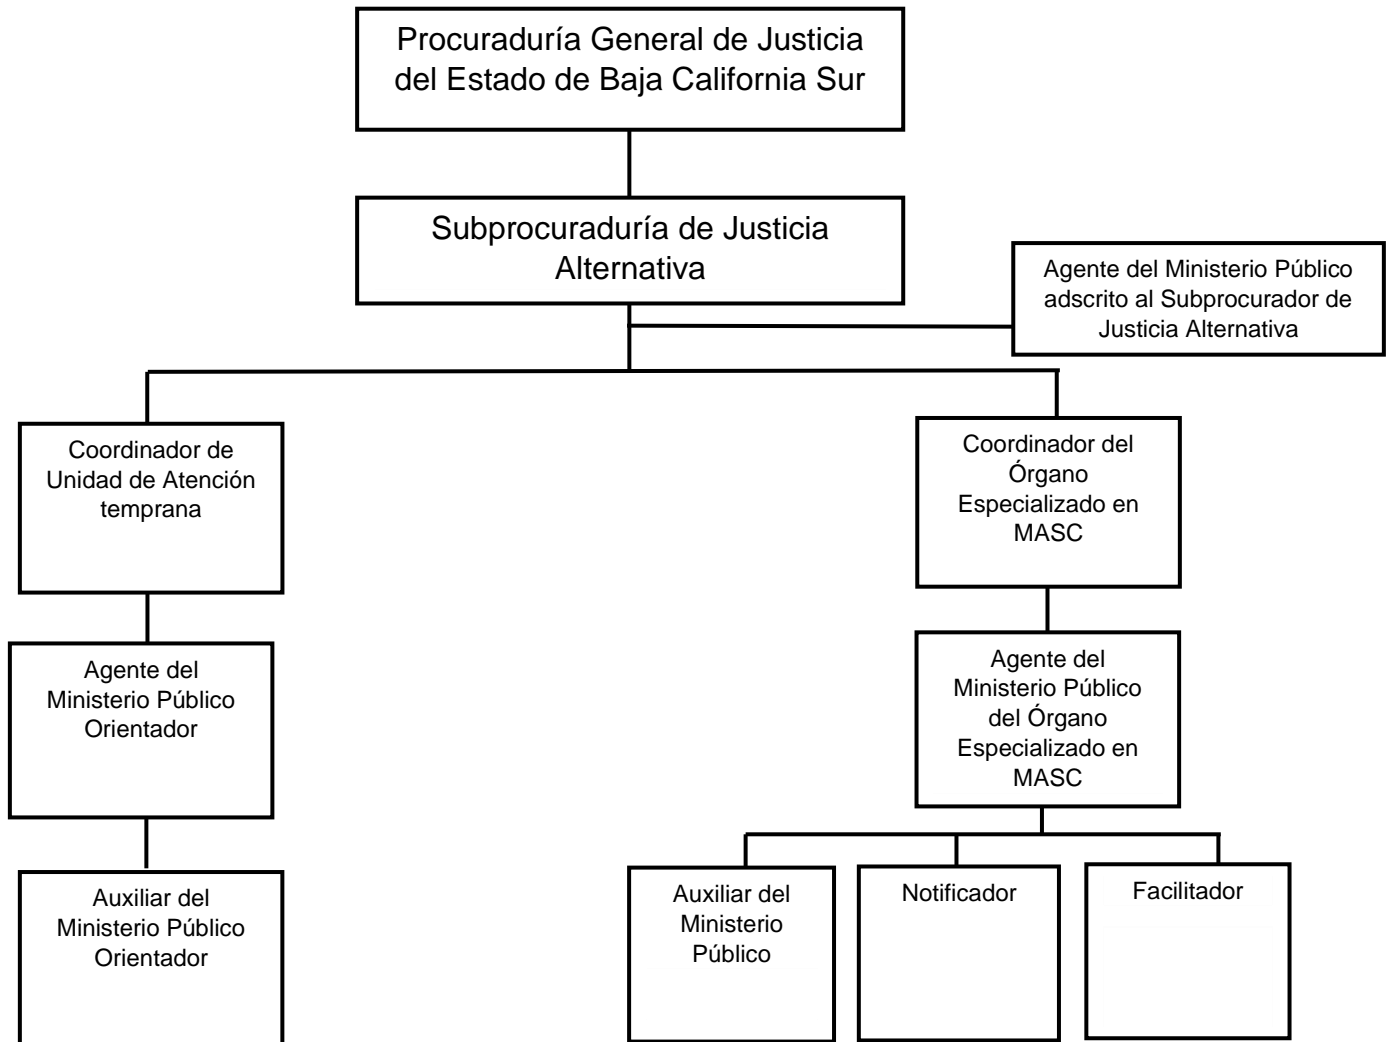 Procuraduría General de Justicia
del Estado de Baja California Sur
Subprocuraduría de Justicia
Alternativa
Agente del Ministerio Público
adscrito al Subprocurador de
Justicia Alternativa
Coordinador de
Unidad de Atención
temprana
Coordinador del
Órgano
Especializado en
MASC
Agente del
Ministerio Público
Orientador
Agente del
Ministerio Público
del Órgano
Especializado en
MASC
Auxiliar del
Ministerio Público
Orientador
Auxiliar del
Ministerio
Público
Notificador
Facilitador